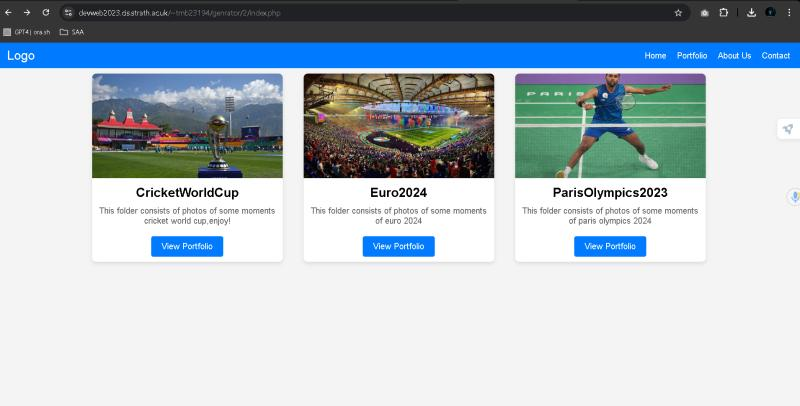 devweb2023.cis.strath.ac.uk/~tmb23194/genrator/2/index.php
GPT4 | ora.sh SAA
Logo Home Portfolio About Us Contact
PARIS
CricketWorldCup
This folder consists of photos of some moments
cricket world cup,enjoy!
View Portfolio
Euro2024
This folder consists of photos of some moments
of euro 2024
View Portfolio
ParisOlympics2023
This folder consists of photos of some moments
of paris olympics 2024
View Portfolio